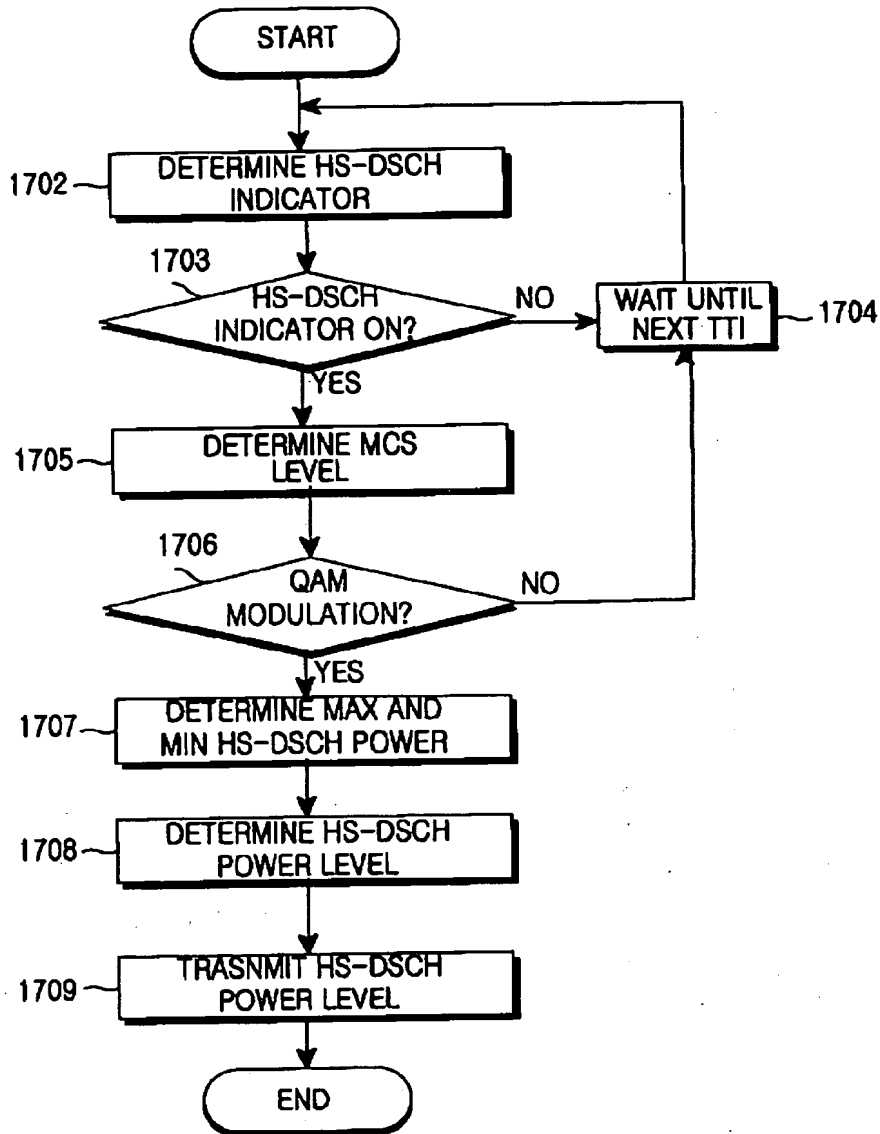 START
1702
DETERMINE HS-DSCH
INDICATOR
1703
HS-DSCH
INDICATOR ON?
NO
WAIT UNTIL
NEXT TTI
1704
YES
1705
DETERMINE MCS
LEVEL
1706
QAM
MODULATION?
NO
YES
1707
DETERMINE MAX AND
MIN HS-DSCH POWER
1708
DETERMINE HS-DSCH
POWER LEVEL
1709
TRASNMIT HS-DSCH
POWER LEVEL
END